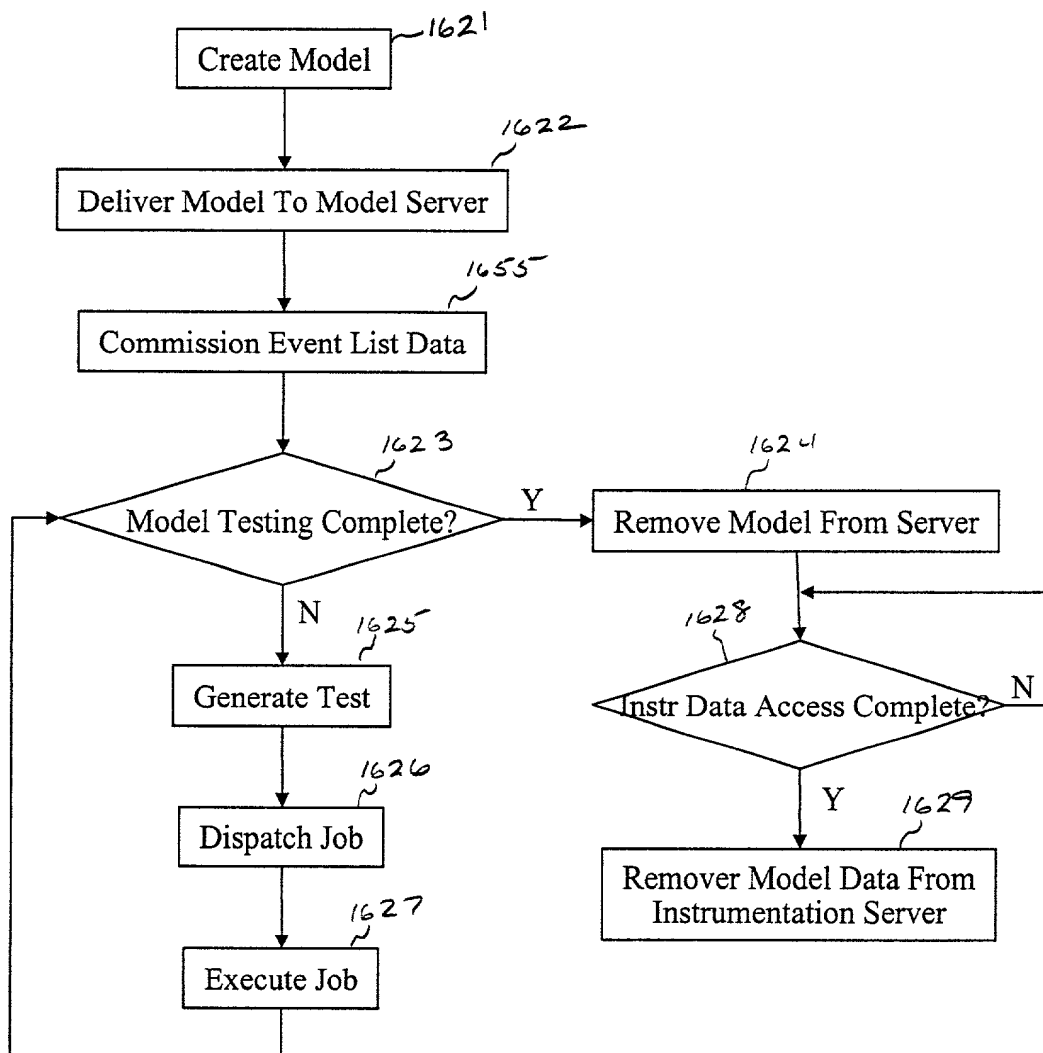 1621
Create Model
1622
Deliver Model To Model Server
1655
Commission Event List Data
1623
Model Testing Complete?
Y
N
1624
Remove Model From Server
1625
Generate Test
1628
Instr Data Access Complete?
N
Y
1626
Dispatch Job
1629
Remover Model Data From
Instrumentation Server
1627
Execute Job